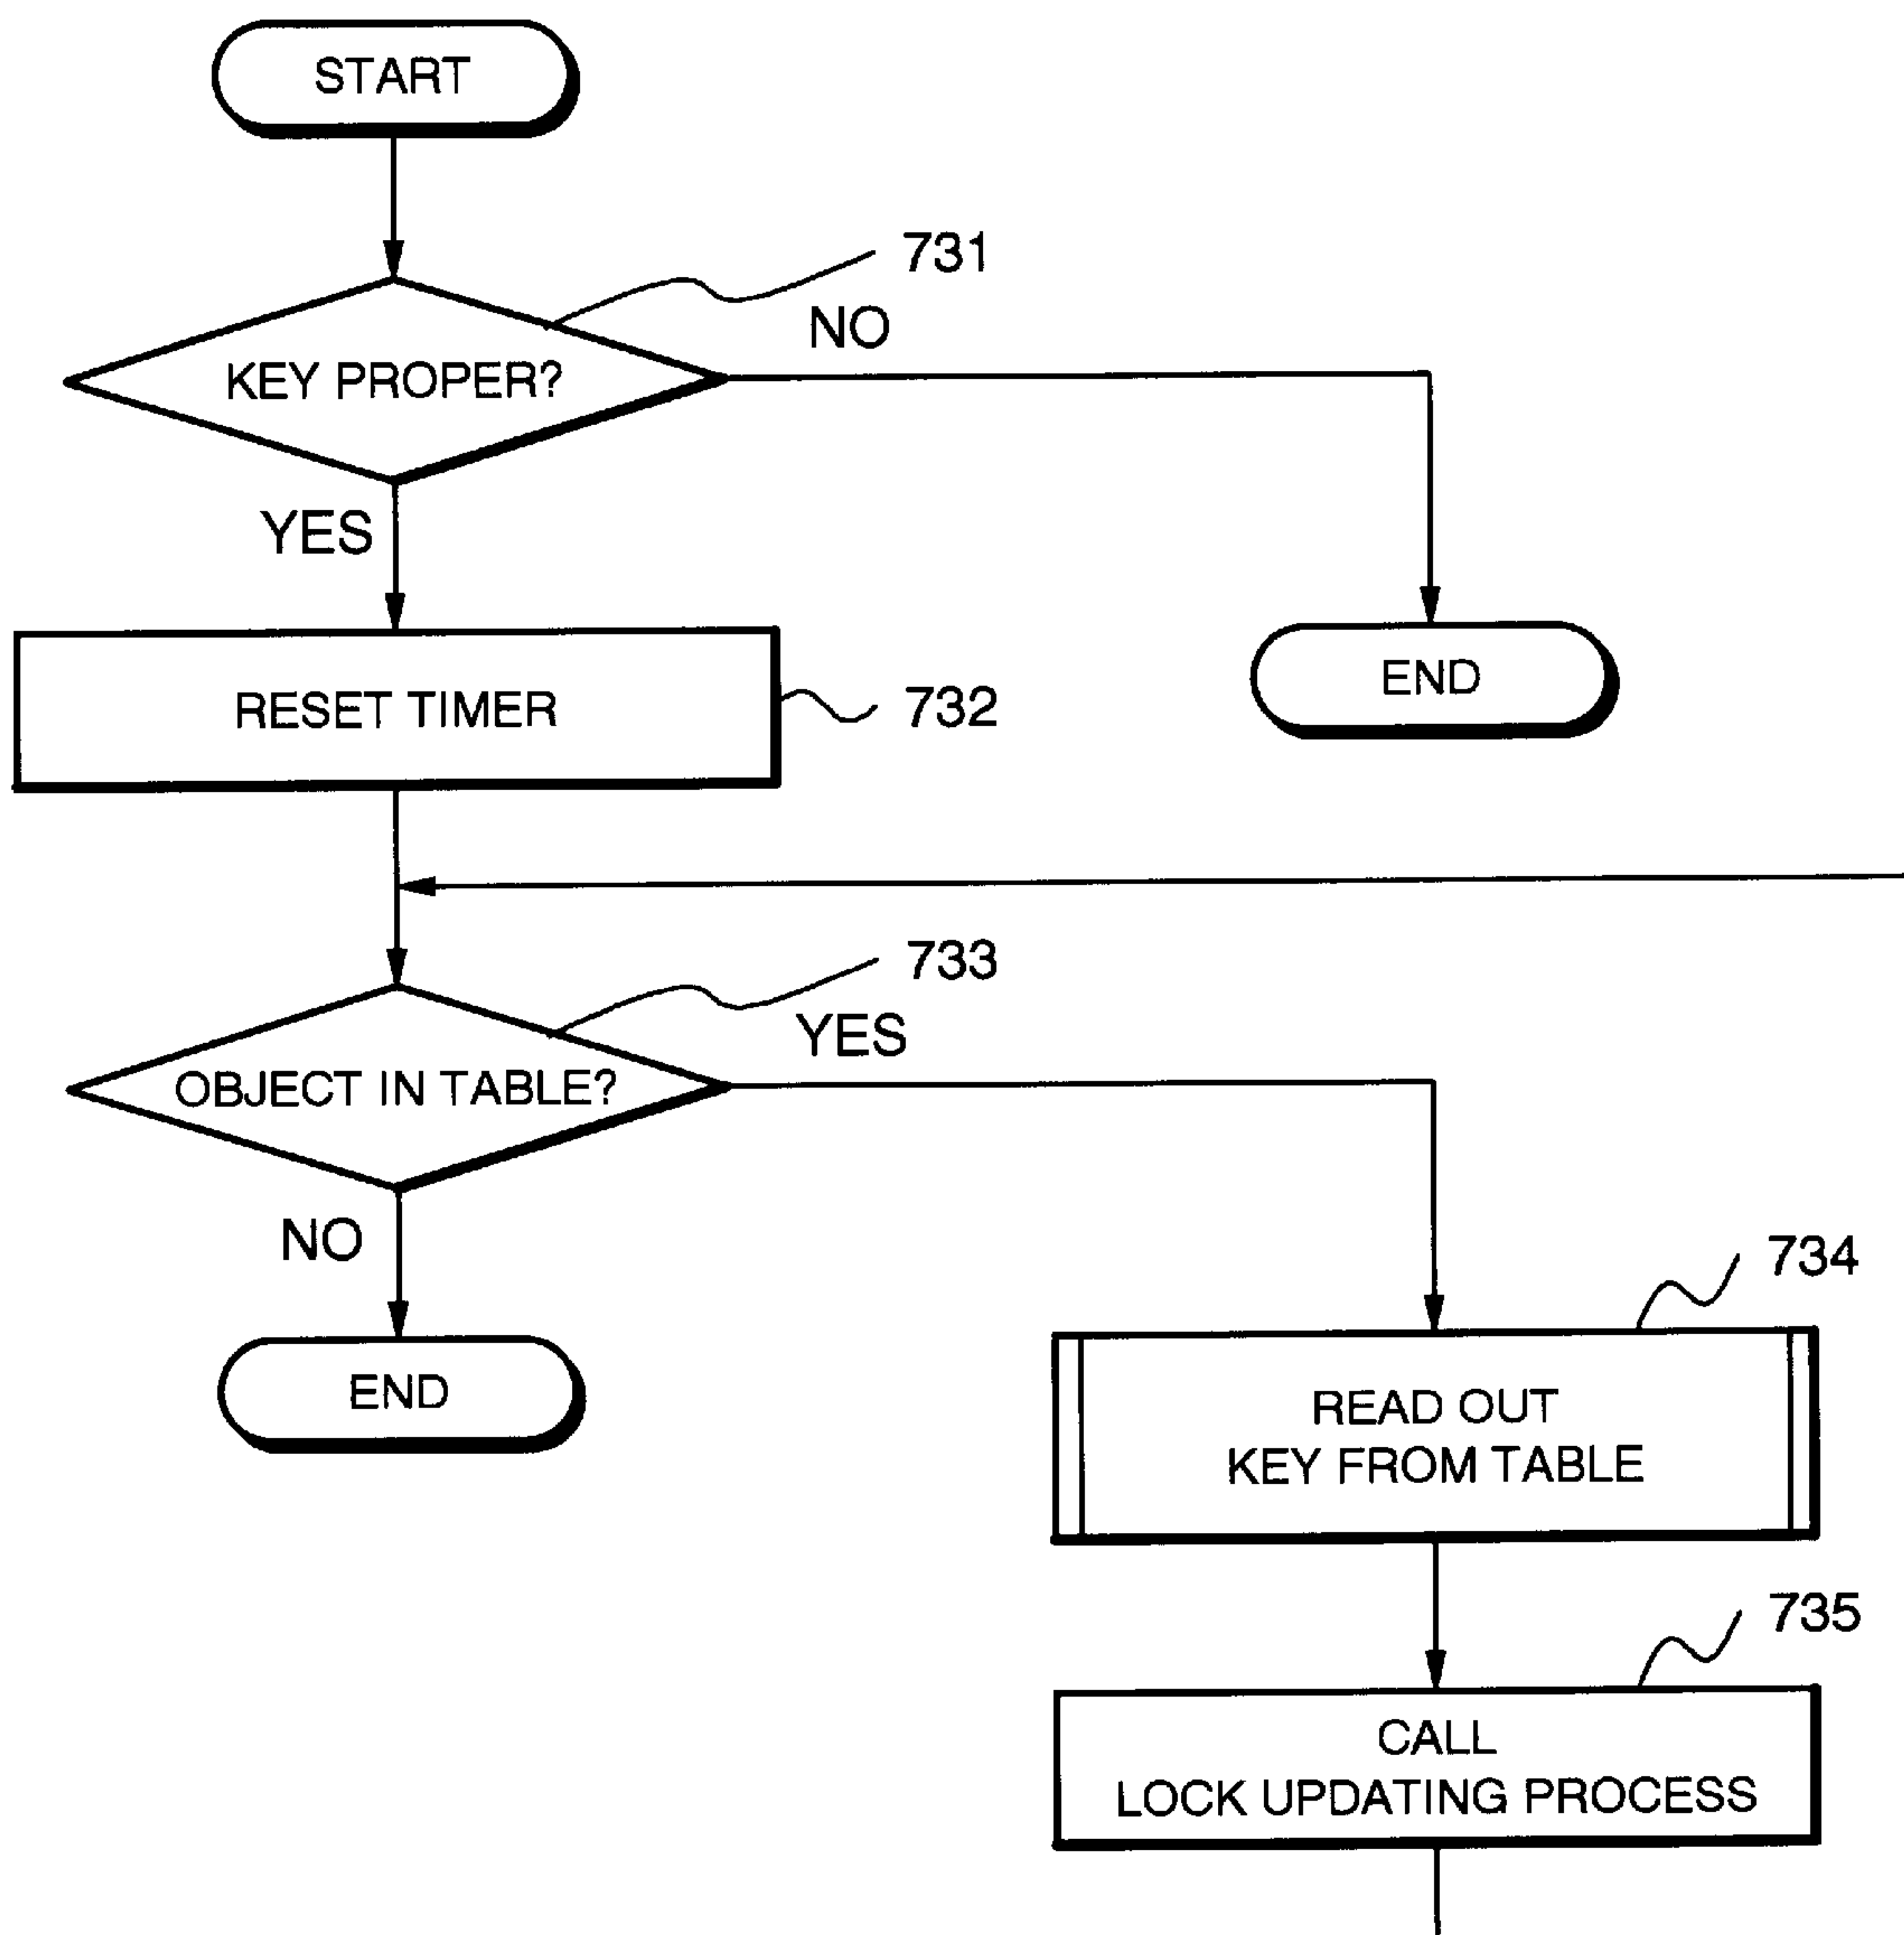 START
731
NO
KEY PROPER?
YES
RESET TIMER
732
END
733
YES
OBJECT IN TABLE?
NO
END
734
READ OUT
KEY FROM TABLE
735
CALL
LOCK UPDATING PROCESS